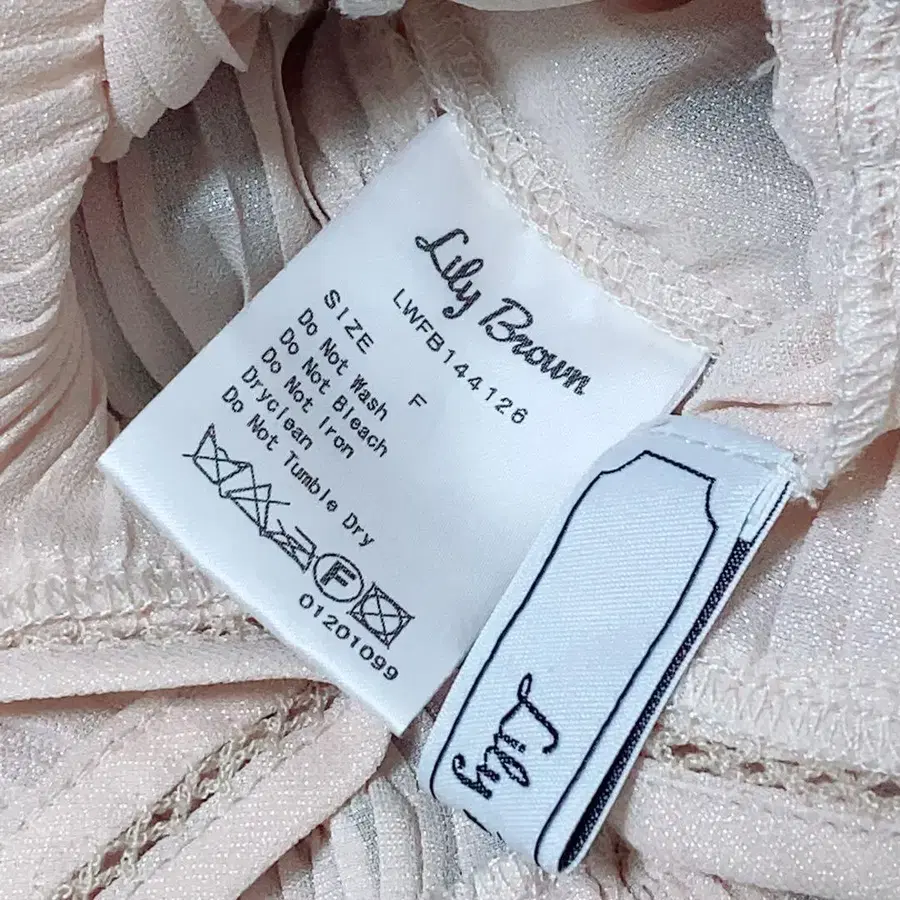 Lily Brown
LWFB144126
SIZE F
Do Not Wash
Do Not Bleach
Do Not Iron
Dryclean
Do Not Tumble Dry
F
01201099
Lily